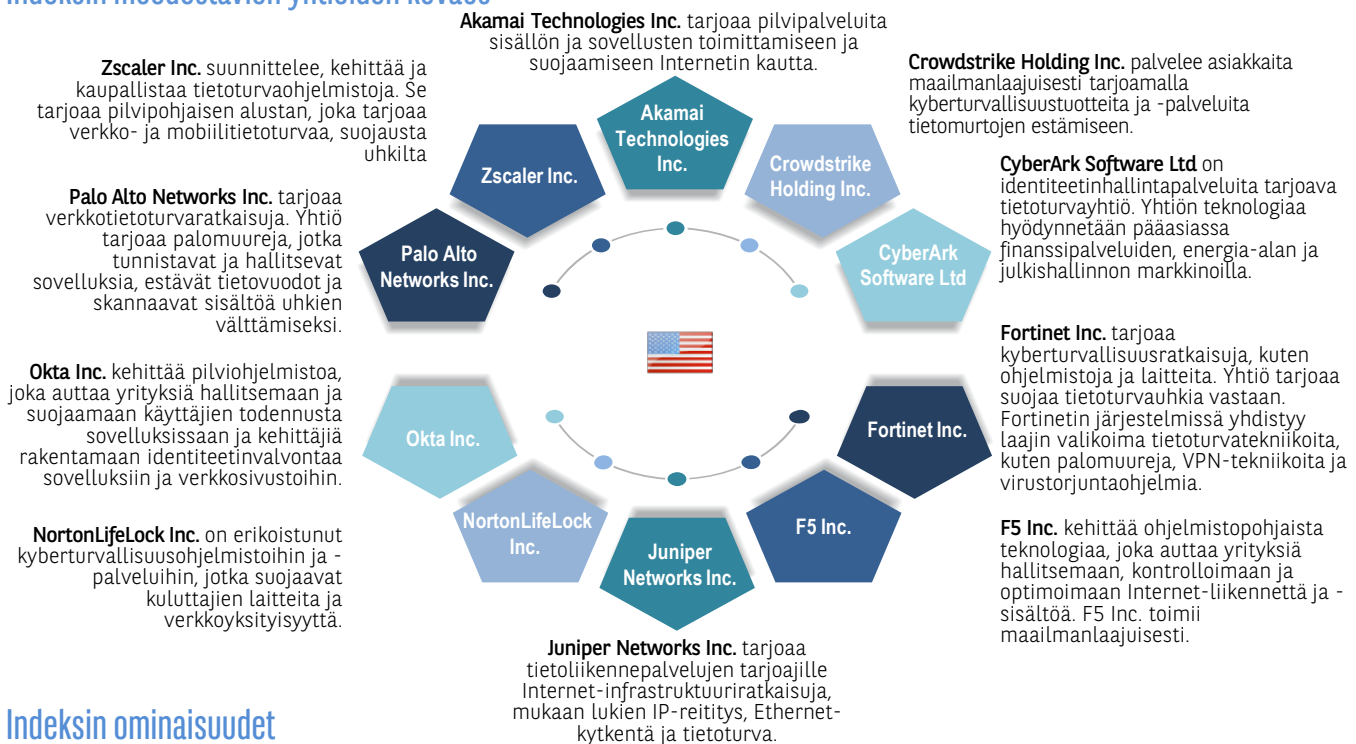 Indeksin muodostavien yhtiöiden kuvaus
Akamai Technologies Inc. tarjoaa pilvipalveluita
sisällön ja sovellusten toimittamiseen ja
suojaamiseen Internetin kautta.
Zscaler Inc. suunnittelee, kehittää ja
kaupallistaa tietoturvaohjelmistoja. Se
tarjoaa pilvipohjaisen alustan, joka tarjoaa
verkko- ja mobiilitietoturvaa, suojausta
uhkilta
Crowdstrike Holding Inc. palvelee asiakkaita
maailmanlaajuisesti tarjoamalla
kyberturvallisuustuotteita ja -palveluita
tietomurtojen estämiseen.
Palo Alto Networks Inc. tarjoaa
verkkotietoturvaratkaisuja. Yhtiö
tarjoaa palomuureja, jotka
tunnistavat ja hallitsevat
sovelluksia, estävät tietovuodot ja
skannaavat sisältöä uhkien
välttämiseksi.
CyberArk Software Ltd on
identiteetinhallintapalveluita tarjoava
tietoturvayhtiö. Yhtiön teknologiaa
hyödynnetään pääasiassa
finanssipalveluiden, energia-alan ja
julkishallinnon markkinoilla.
Akamai
Technologies
Inc.
Zscaler Inc.
Crowdstrike
Holding Inc.
Palo Alto
Networks Inc.
CyberArk
Software Ltd
Okta Inc. kehittää pilviohjelmistoa,
joka auttaa yrityksiä hallitsemaan ja
suojaamaan käyttäjien todennusta
sovelluksissaan ja kehittäjiä
rakentamaan identiteetinvalvontaa
sovelluksiin ja verkkosivustoihin.
Fortinet Inc. tarjoaa
kyberturvallisuusratkaisuja, kuten
ohjelmistoja ja laitteita. Yhtiö tarjoaa
suojaa tietoturvauhkia vastaan.
Fortinetin järjestelmissä yhdistyy
laajin valikoima tietoturvatekniikoita,
kuten palomuureja, VPN-tekniikoita ja
virustorjuntaohjelmia.
Okta Inc.
Fortinet Inc.
NortonLifeLock
Inc.
F5 Inc.
Juniper
Networks Inc.
NortonLifeLock Inc. on erikoistunut
kyberturvallisuusohjelmistoihin ja -
palveluihin, jotka suojaavat
kuluttajien laitteita ja
verkkoyksityisyyttä.
F5 Inc. kehittää ohjelmistopohjaista
teknologiaa, joka auttaa yrityksiä
hallitsemaan, kontrolloimaan ja
optimoimaan Internet-liikennettä ja -
sisältöä. F5 Inc. toimii
maailmanlaajuisesti.
Juniper Networks Inc. tarjoaa
tietoliikennepalvelujen tarjoajille
Internet-infrastruktuuriratkaisuja,
mukaan lukien IP-reititys, Ethernet-
kytkentä ja tietoturva.
Indeksin ominaisuudet